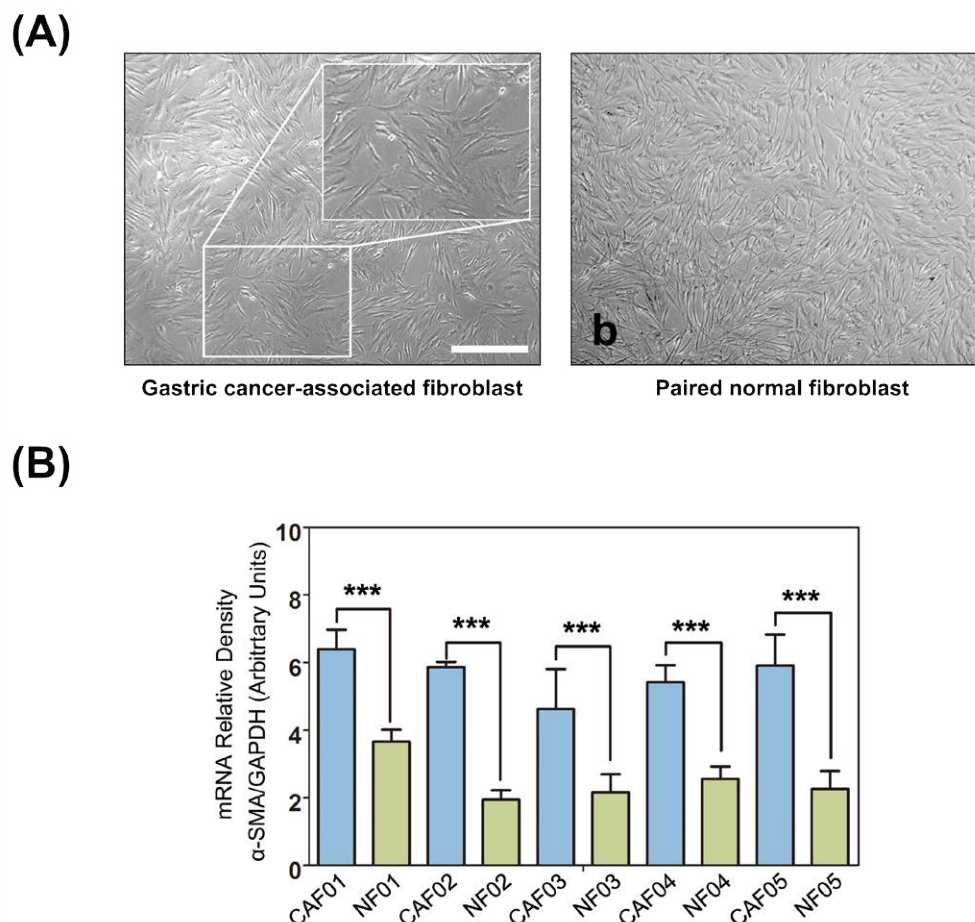 (A)
b
Gastric cancer-associated fibroblast
Paired normal fibroblast
(B)
mRNA Relative Density
α-SMA/GAPDH (Arbitrtary Units)
10
8
6
4
2
0
***
***
***
***
***
CAF01
NF01
CAF02
NF02
CAF03
NF03
CAF04
NF04
CAF05
NF05